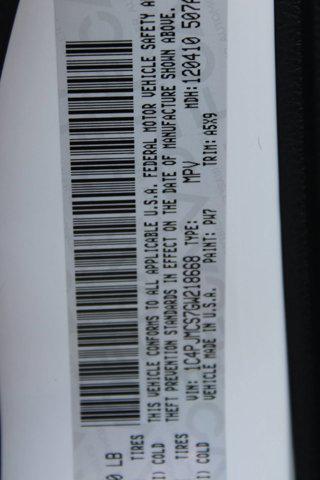 0 LB
TIRES
I) COLD
TIRES
I) COLD
THIS VEHICLE CONFORMS TO ALL APPLICABLE U.S.A. FEDERAL MOTOR VEHICLE SAFETY A
THEFT PREVENTION STANDARDS IN EFFECT ON THE DATE OF MANUFACTURE SHOWN ABOVE.
VIN: 1C4PJMCS7GW218668 TYPE: MPV MDH:120410 507A
VEHICLE MADE IN U.S.A. PAINT: PW7 TRIM: A5X9